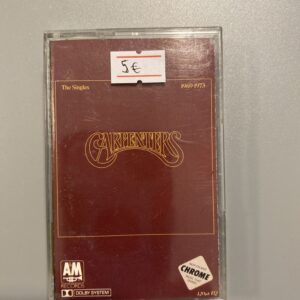 5€
The Singles 1969-1973
CARPENTERS
CHROME
A&M
RECORDS
DOLBY SYSTEM